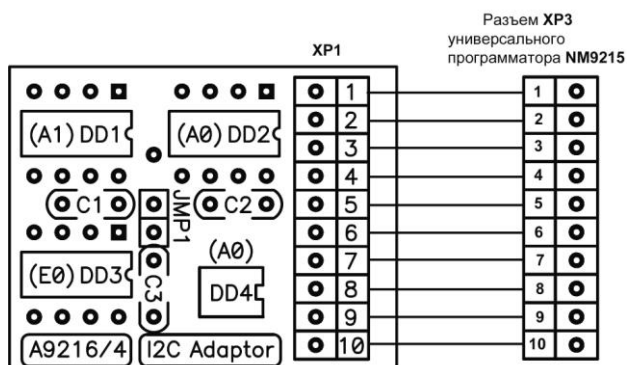 Разъем XP3
универсального
программатора NM9215
XP1
(A1) DD1
(A0) DD2
C1
JMP1
C2
(E0) DD3
C3
(A0)
DD4
A9216/4
I2C Adaptor
1
2
3
4
5
6
7
8
9
10
1
2
3
4
5
6
7
8
9
10